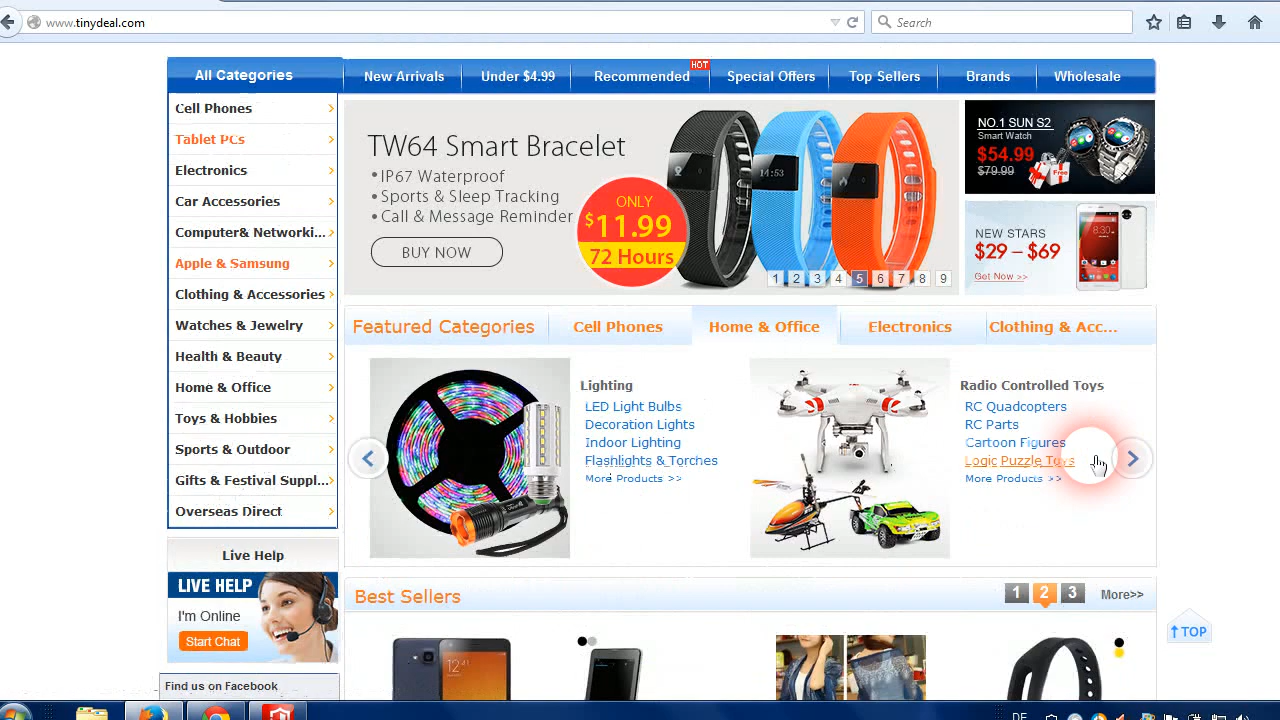 www.tinydeal.com
Search
All Categories
New Arrivals
Under $4.99
Recommended
HOT
Special Offers
Top Sellers
Brands
Wholesale
Cell Phones
Tablet PCs
Electronics
Car Accessories
Computer& Networki...
Apple & Samsung
Clothing & Accessories
Watches & Jewelry
Health & Beauty
Home & Office
Toys & Hobbies
Sports & Outdoor
Gifts & Festival Suppl...
Overseas Direct
TW64 Smart Bracelet
• IP67 Waterproof
• Sports & Sleep Tracking
• Call & Message Reminder
BUY NOW
ONLY
$11.99
72 Hours
14:53
1 2 3 4 5 6 7 8 9
NO.1 SUN S2
Smart Watch
$54.99
$79.99
Free
NEW STARS
$29 – $69
Get Now >>
8:30
Featured Categories
Cell Phones
Home & Office
Electronics
Clothing & Acc...
Lighting
LED Light Bulbs
Decoration Lights
Indoor Lighting
Flashlights & Torches
More Products >>
Radio Controlled Toys
RC Quadcopters
RC Parts
Cartoon Figures
Logic Puzzle Toys
More Products >>
Live Help
LIVE HELP
I'm Online
Start Chat
Find us on Facebook
Best Sellers
1 2 3
More>>
12:41
TOP
DE